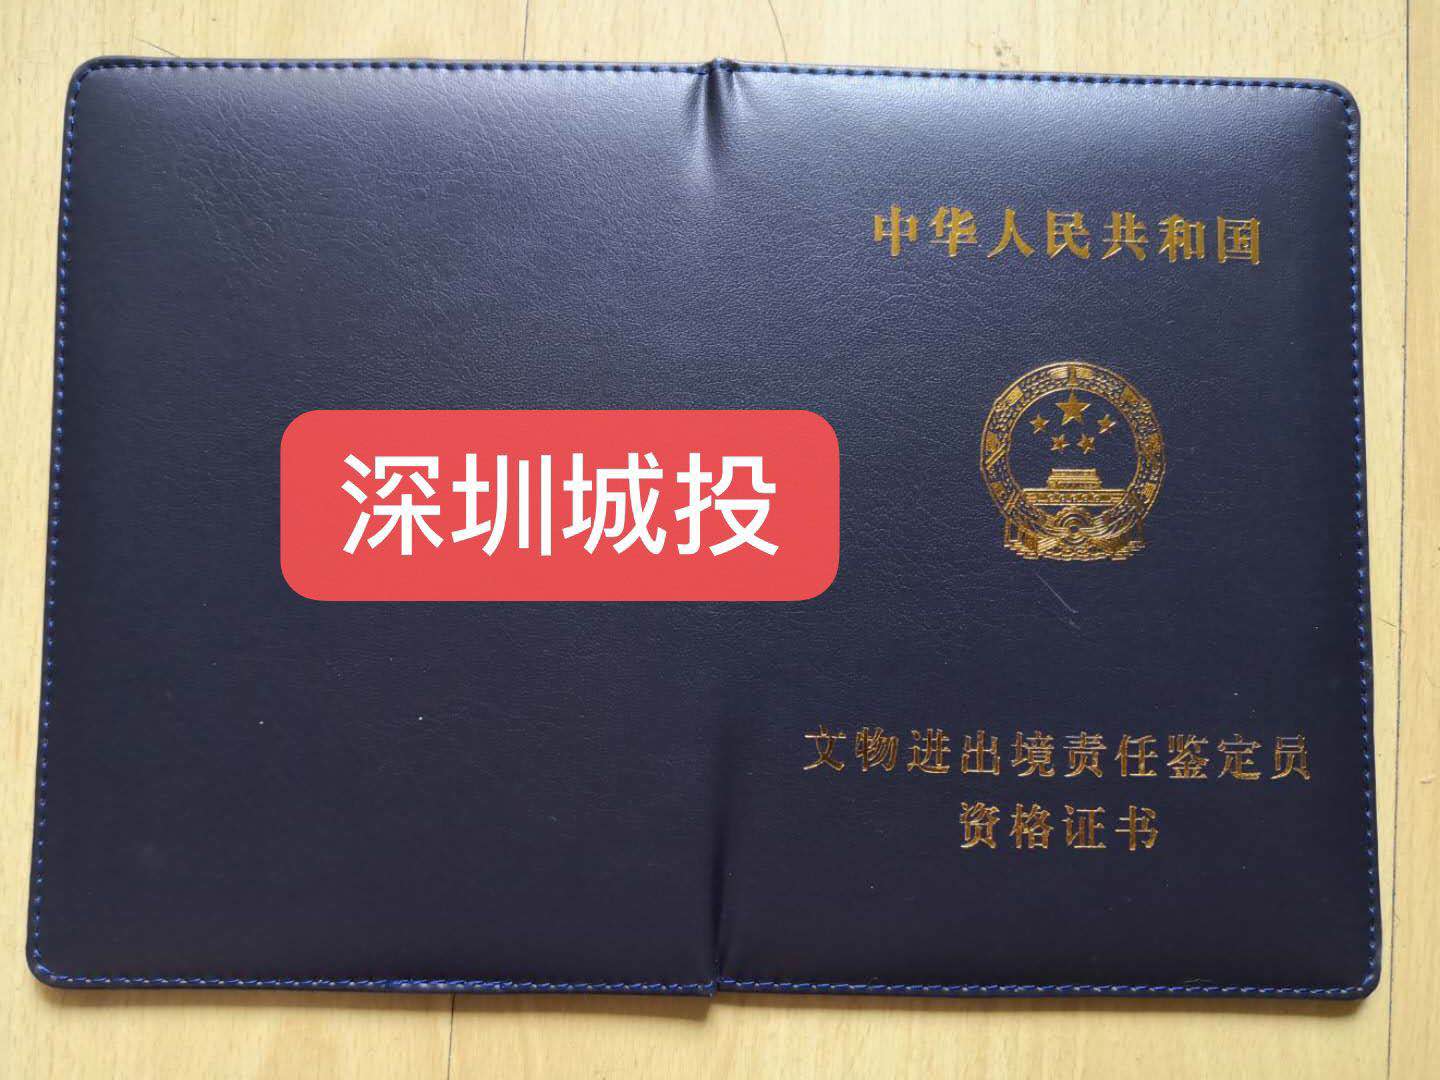 中华人民共和国
深圳城投
文物进出境责任鉴定员
资格证书